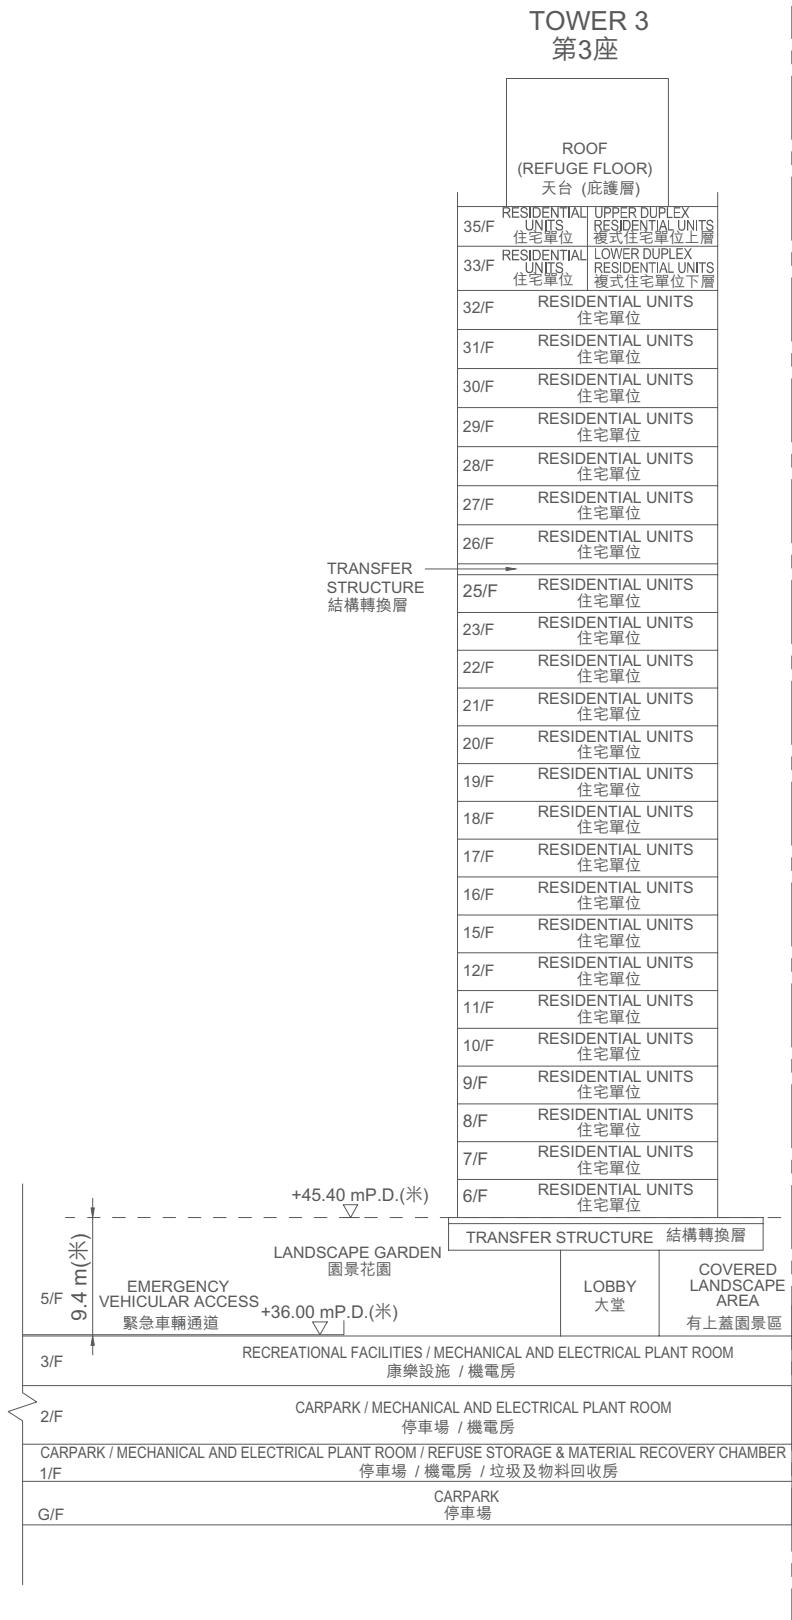 TOWER 3
第3座
ROOF
(REFUGE FLOOR)
天台 (庇護層)
35/F
RESIDENTIAL
UNITS
住宅單位
UPPER DUPLEX
RESIDENTIAL UNITS
複式住宅單位上層
33/F
RESIDENTIAL
UNITS
住宅單位
LOWER DUPLEX
RESIDENTIAL UNITS
複式住宅單位下層
32/F
RESIDENTIAL UNITS
住宅單位
31/F
RESIDENTIAL UNITS
住宅單位
30/F
RESIDENTIAL UNITS
住宅單位
29/F
RESIDENTIAL UNITS
住宅單位
28/F
RESIDENTIAL UNITS
住宅單位
27/F
RESIDENTIAL UNITS
住宅單位
26/F
RESIDENTIAL UNITS
住宅單位
TRANSFER
STRUCTURE
結構轉換層
25/F
RESIDENTIAL UNITS
住宅單位
23/F
RESIDENTIAL UNITS
住宅單位
22/F
RESIDENTIAL UNITS
住宅單位
21/F
RESIDENTIAL UNITS
住宅單位
20/F
RESIDENTIAL UNITS
住宅單位
19/F
RESIDENTIAL UNITS
住宅單位
18/F
RESIDENTIAL UNITS
住宅單位
17/F
RESIDENTIAL UNITS
住宅單位
16/F
RESIDENTIAL UNITS
住宅單位
15/F
RESIDENTIAL UNITS
住宅單位
12/F
RESIDENTIAL UNITS
住宅單位
11/F
RESIDENTIAL UNITS
住宅單位
10/F
RESIDENTIAL UNITS
住宅單位
9/F
RESIDENTIAL UNITS
住宅單位
8/F
RESIDENTIAL UNITS
住宅單位
7/F
RESIDENTIAL UNITS
住宅單位
6/F
RESIDENTIAL UNITS
住宅單位
+45.40 mP.D.(米)
TRANSFER STRUCTURE 結構轉換層
9.4 m(米)
LANDSCAPE GARDEN
園景花園
5/F
EMERGENCY
VEHICULAR ACCESS
緊急車輛通道
+36.00 mP.D.(米)
LOBBY
大堂
COVERED
LANDSCAPE
AREA
有上蓋園景區
3/F
RECREATIONAL FACILITIES / MECHANICAL AND ELECTRICAL PLANT ROOM
康樂設施 / 機電房
2/F
CARPARK / MECHANICAL AND ELECTRICAL PLANT ROOM
停車場 / 機電房
CARPARK / MECHANICAL AND ELECTRICAL PLANT ROOM / REFUSE STORAGE & MATERIAL RECOVERY CHAMBER
1/F
停車場 / 機電房 / 垃圾及物料回收房
G/F
CARPARK
停車場